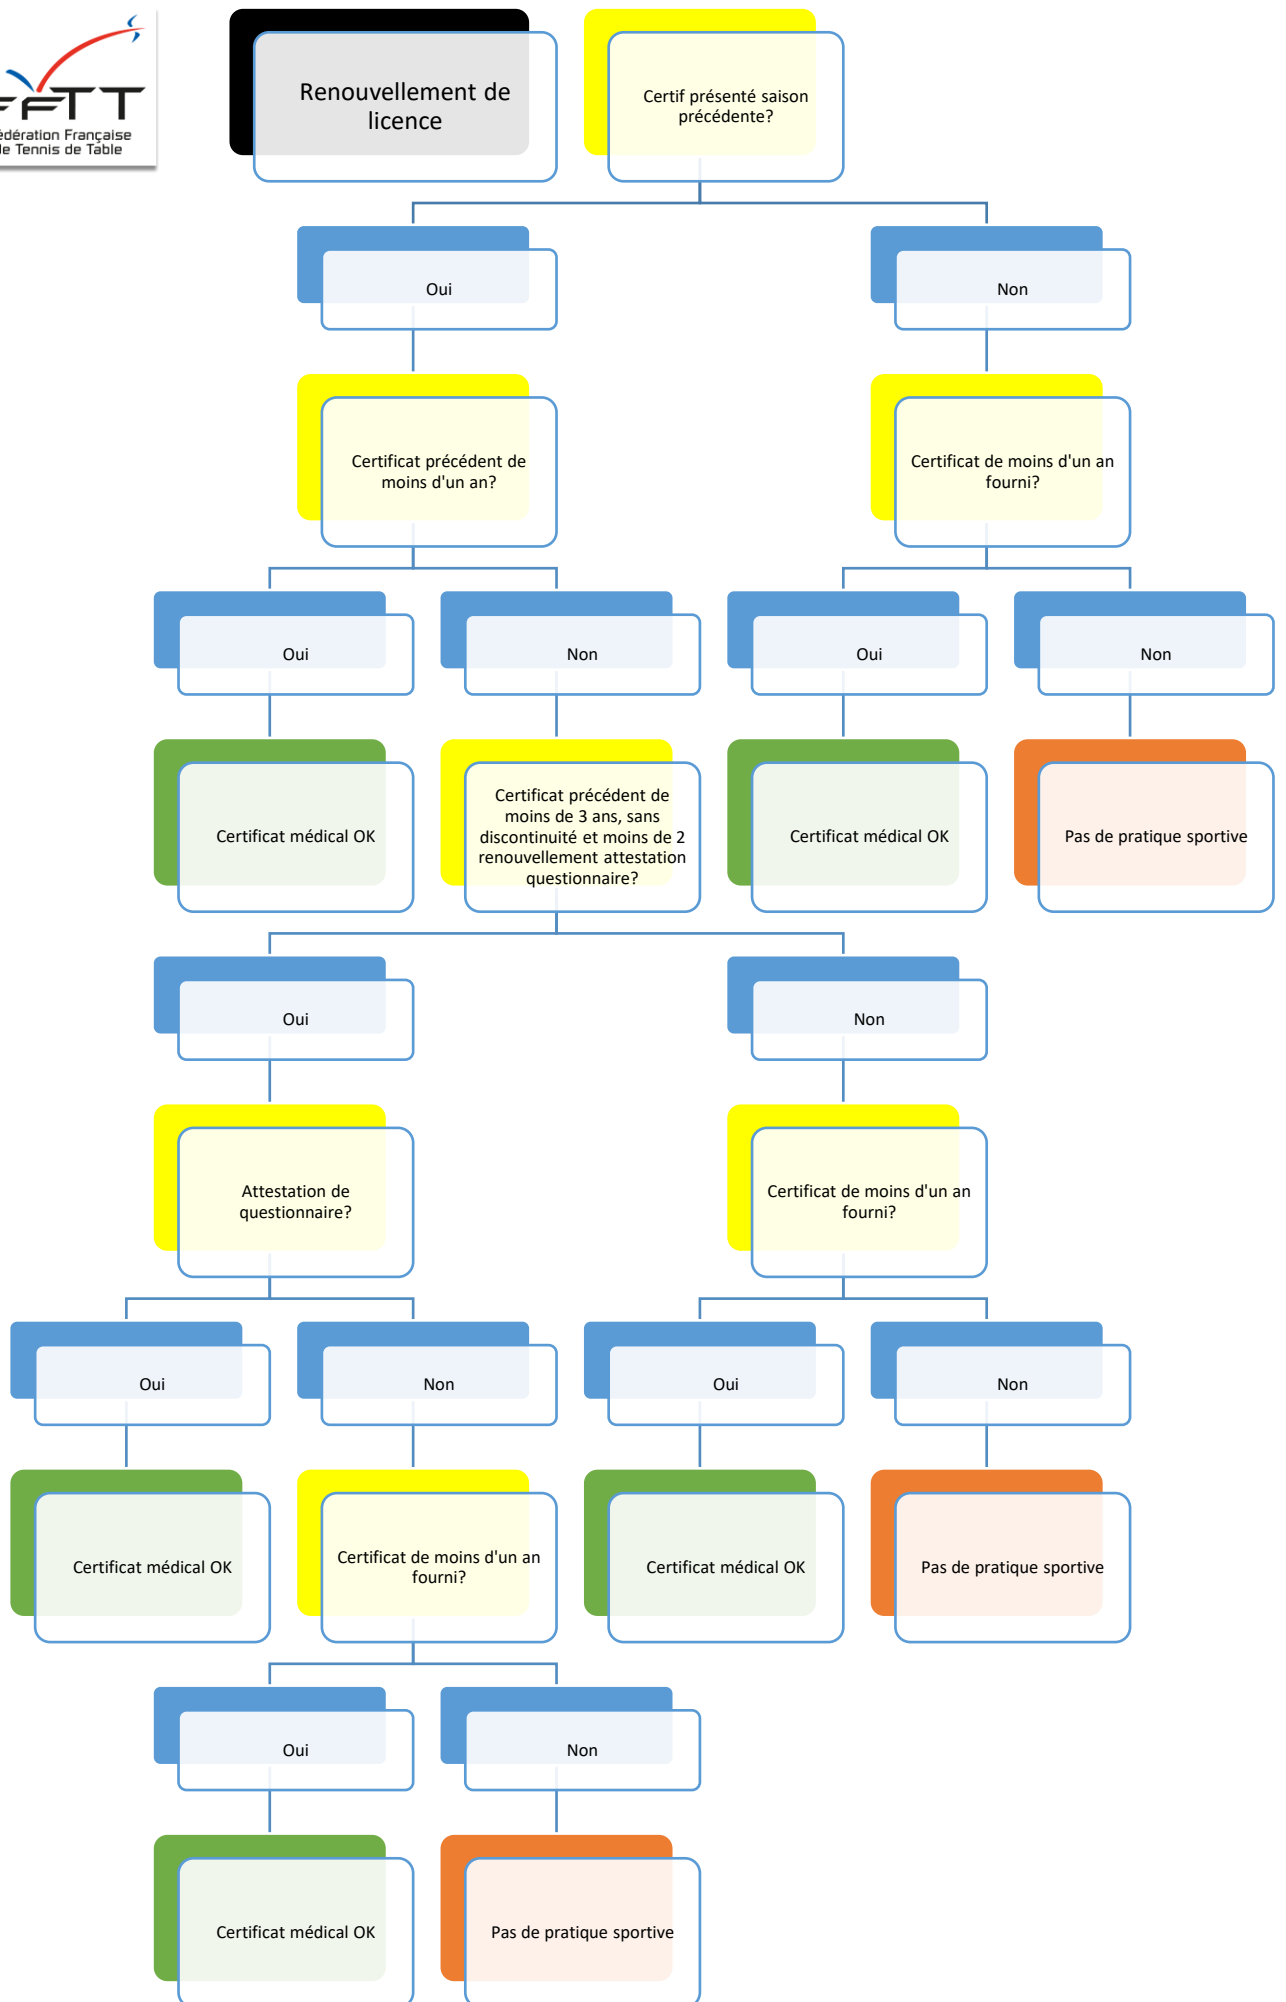 FFTT
Fédération Française
de Tennis de Table
Renouvellement de
licence
Certif présenté saison
précédente?
Oui
Non
Certificat précédent de
moins d'un an?
Certificat de moins d'un an
fourni?
Oui
Non
Oui
Non
Certificat médical OK
Certificat précédent de
moins de 3 ans, sans
discontinuité et moins de 2
renouvellement attestation
questionnaire?
Certificat médical OK
Pas de pratique sportive
Oui
Non
Attestation de
questionnaire?
Certificat de moins d'un an
fourni?
Oui
Non
Oui
Non
Certificat médical OK
Certificat de moins d'un an
fourni?
Certificat médical OK
Pas de pratique sportive
Oui
Non
Certificat médical OK
Pas de pratique sportive